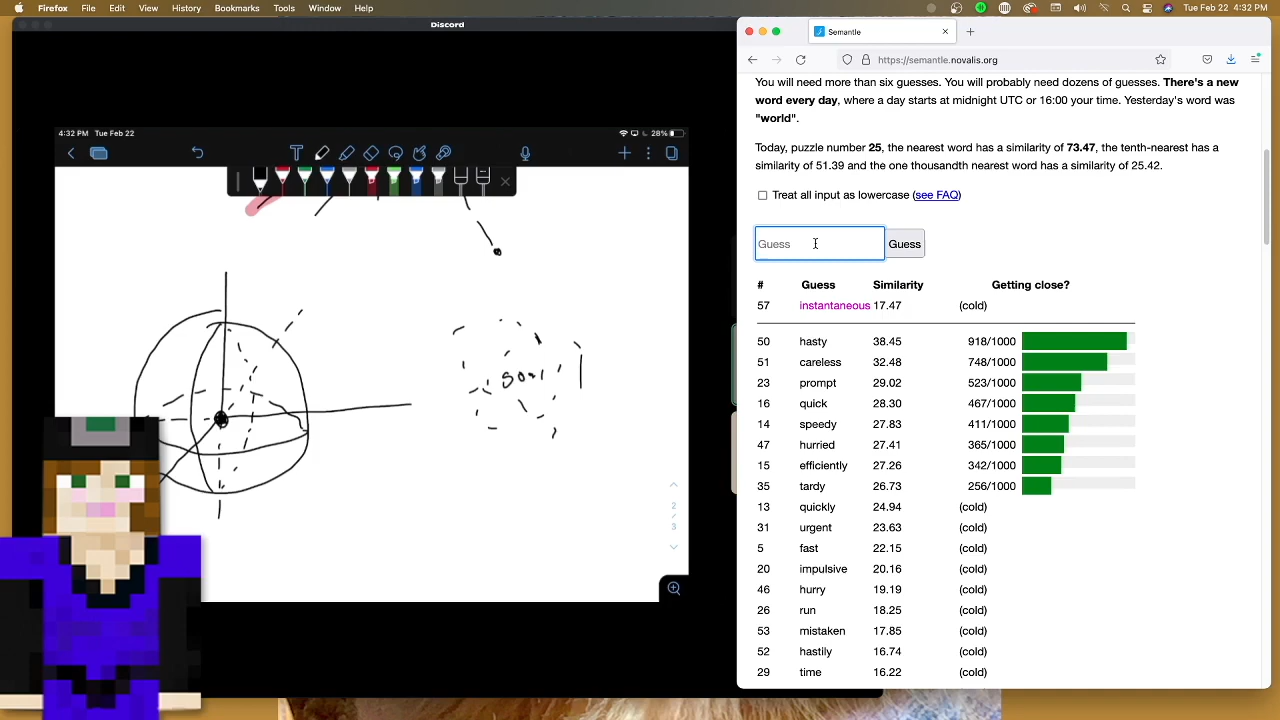 Firefox File Edit View History Bookmarks Tools Window Help Tue Feb 22 4:32 PM
Discord
4:32 PM Tue Feb 22 28%
Semantle
https://semantle.novalis.org
You will need more than six guesses. You will probably need dozens of guesses. There's a new
word every day, where a day starts at midnight UTC or 16:00 your time. Yesterday's word was
"world".
Today, puzzle number 25, the nearest word has a similarity of 73.47, the tenth-nearest has a
similarity of 51.39 and the one thousandth nearest word has a similarity of 25.42.
Treat all input as lowercase (see FAQ)
Guess Guess
# Guess Similarity Getting close?
57 instantaneous 17.47 (cold)
50 hasty 38.45 918/1000
51 careless 32.48 748/1000
23 prompt 29.02 523/1000
16 quick 28.30 467/1000
14 speedy 27.83 411/1000
47 hurried 27.41 365/1000
15 efficiently 27.26 342/1000
35 tardy 26.73 256/1000
13 quickly 24.94 (cold)
31 urgent 23.63 (cold)
5 fast 22.15 (cold)
20 impulsive 20.16 (cold)
46 hurry 19.19 (cold)
26 run 18.25 (cold)
53 mistaken 17.85 (cold)
52 hastily 16.74 (cold)
29 time 16.22 (cold)
2
/
3